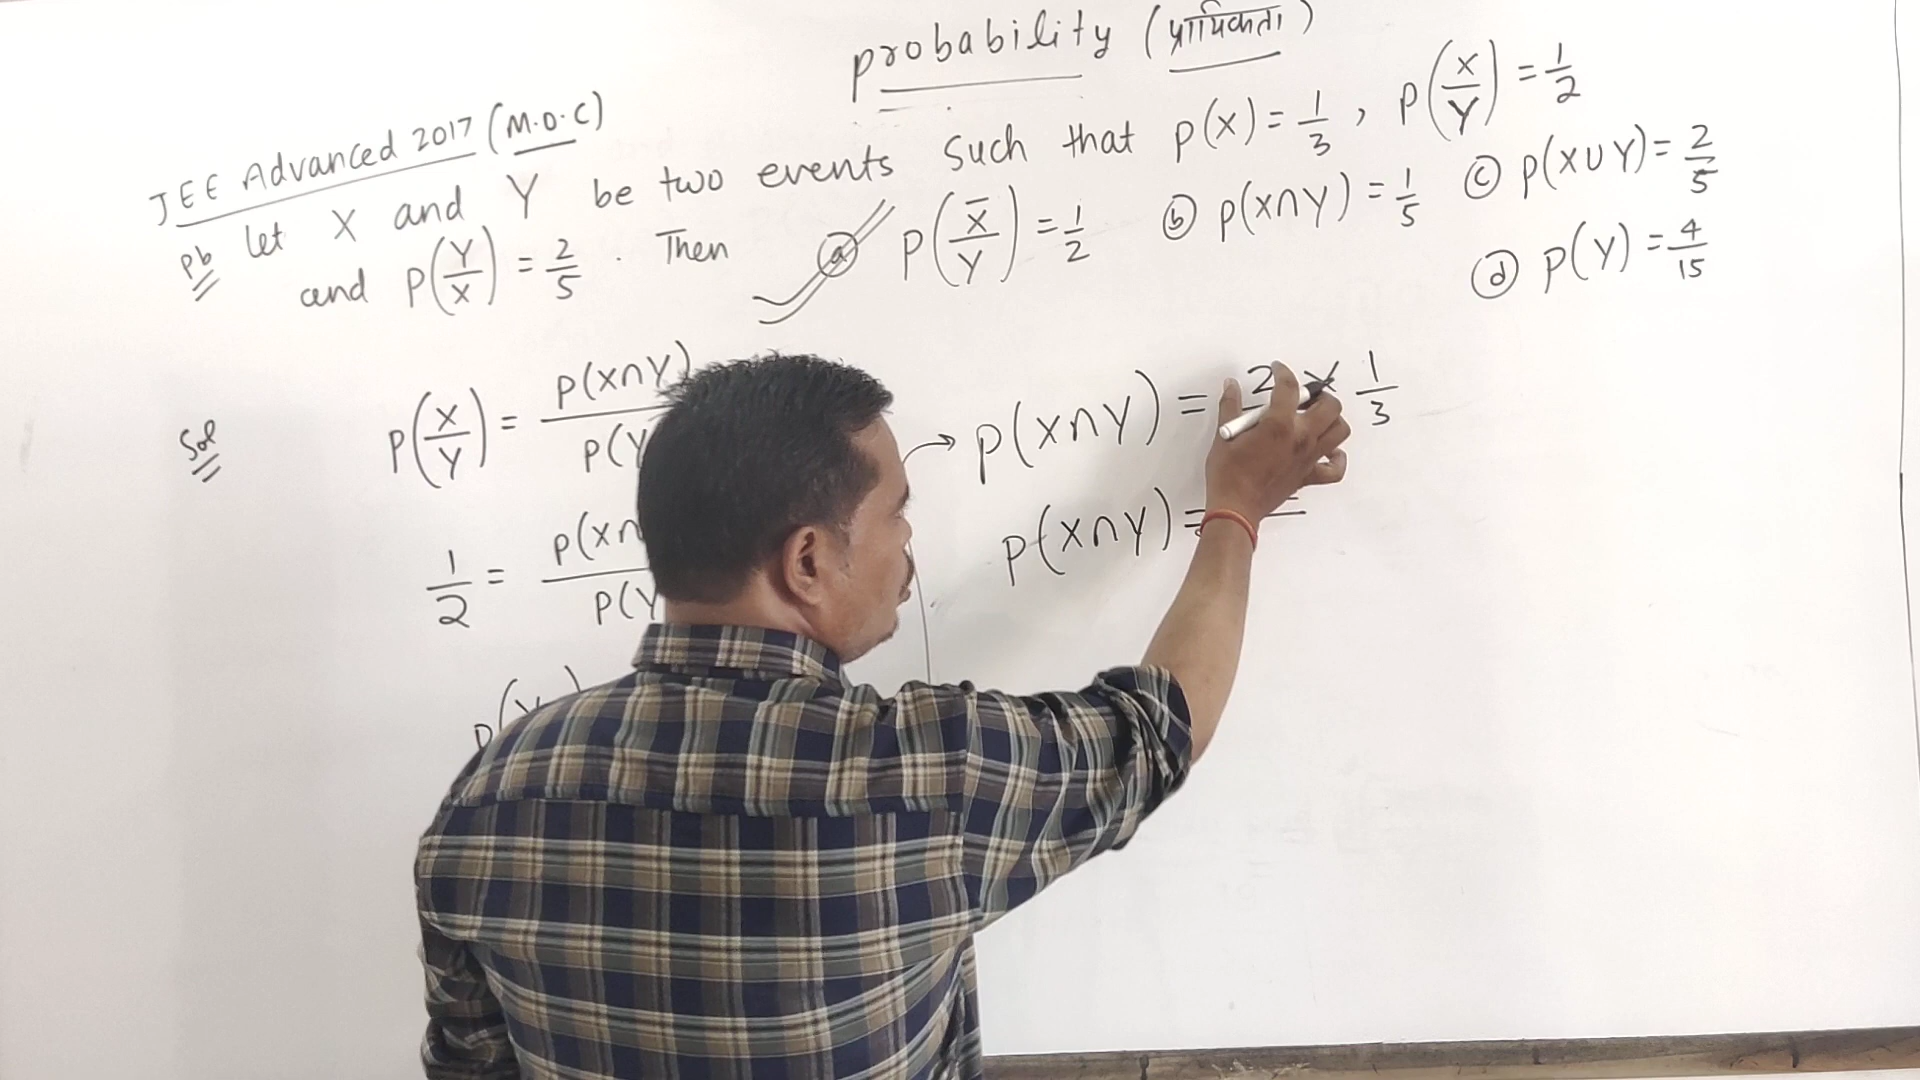 probability (प्रायिकता)
JEE Advanced 2017 (M.O.C)
pb let X and Y be two events such that p(x) = 1/3 , p(X/Y) = 1/2
and p(Y/X) = 2/5 . Then (a) p(X̅/Y) = 1/2 (b) p(X∩Y) = 1/5 (c) p(X∪Y) = 2/5
(d) p(Y) = 4/15
Sol p(X/Y) = p(X∩Y)
→ p(X∩Y) = 2 × 1/3
1/2 =
p(X∩Y) =